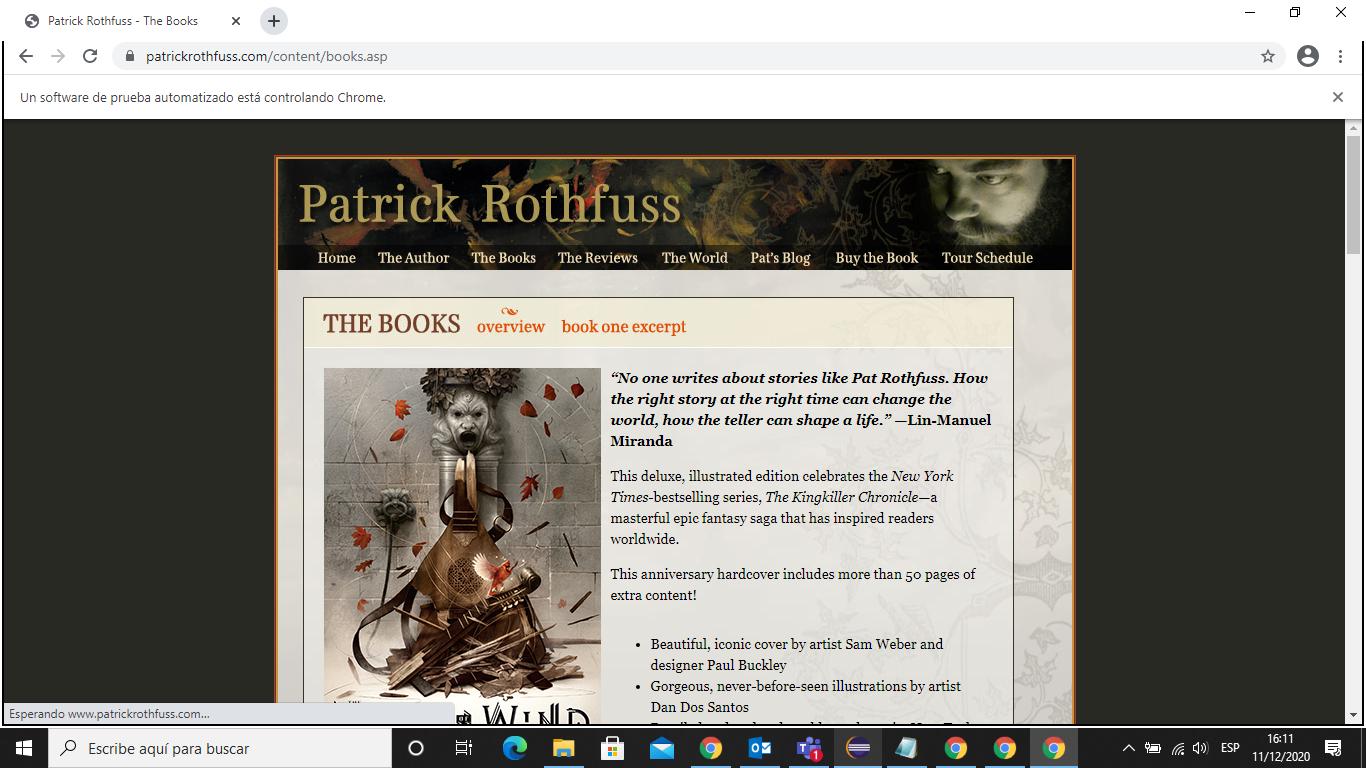 Patrick Rothfuss - The Books
patrickrothfuss.com/content/books.asp
Un software de prueba automatizado está controlando Chrome.
Patrick Rothfuss
Home The Author The Books The Reviews The World Pat's Blog Buy the Book Tour Schedule
THE BOOKS overview book one excerpt
“No one writes about stories like Pat Rothfuss. How
the right story at the right time can change the
world, how the teller can shape a life.” —Lin-Manuel
Miranda
This deluxe, illustrated edition celebrates the New York
Times-bestselling series, The Kingkiller Chronicle—a
masterful epic fantasy saga that has inspired readers
worldwide.
This anniversary hardcover includes more than 50 pages of
extra content!
• Beautiful, iconic cover by artist Sam Weber and
designer Paul Buckley
• Gorgeous, never-before-seen illustrations by artist
Dan Dos Santos
WIND
Esperando www.patrickrothfuss.com...
Escribe aquí para buscar
1
ESP
16:11
11/12/2020